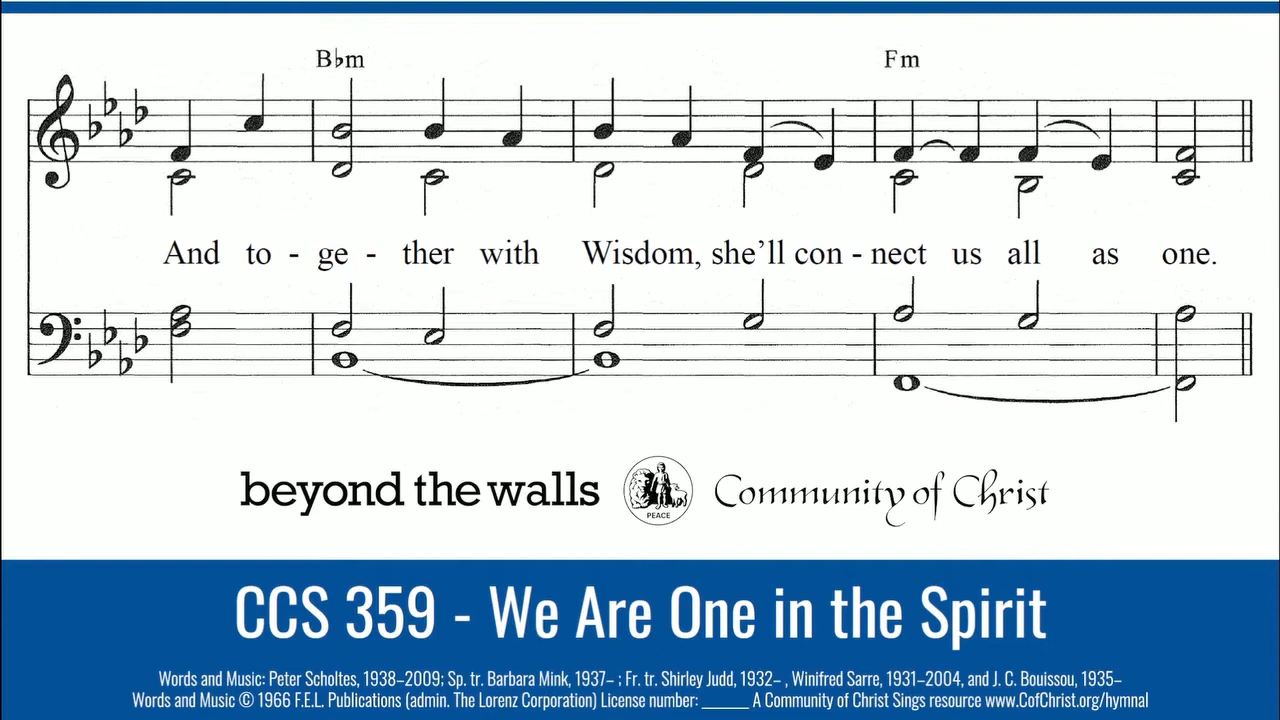 B♭m Fm
And to - ge - ther with Wisdom, she’ll con - nect us all as one.
beyond the walls PEACE Community of Christ
CCS 359 - We Are One in the Spirit
Words and Music: Peter Scholtes, 1938–2009; Sp. tr. Barbara Mink, 1937– ; Fr. tr. Shirley Judd, 1932– , Winifred Sarre, 1931–2004, and J. C. Bouissou, 1935–
Words and Music © 1966 F.E.L. Publications (admin. The Lorenz Corporation) License number: ______ A Community of Christ Sings resource www.CofChrist.org/hymnal